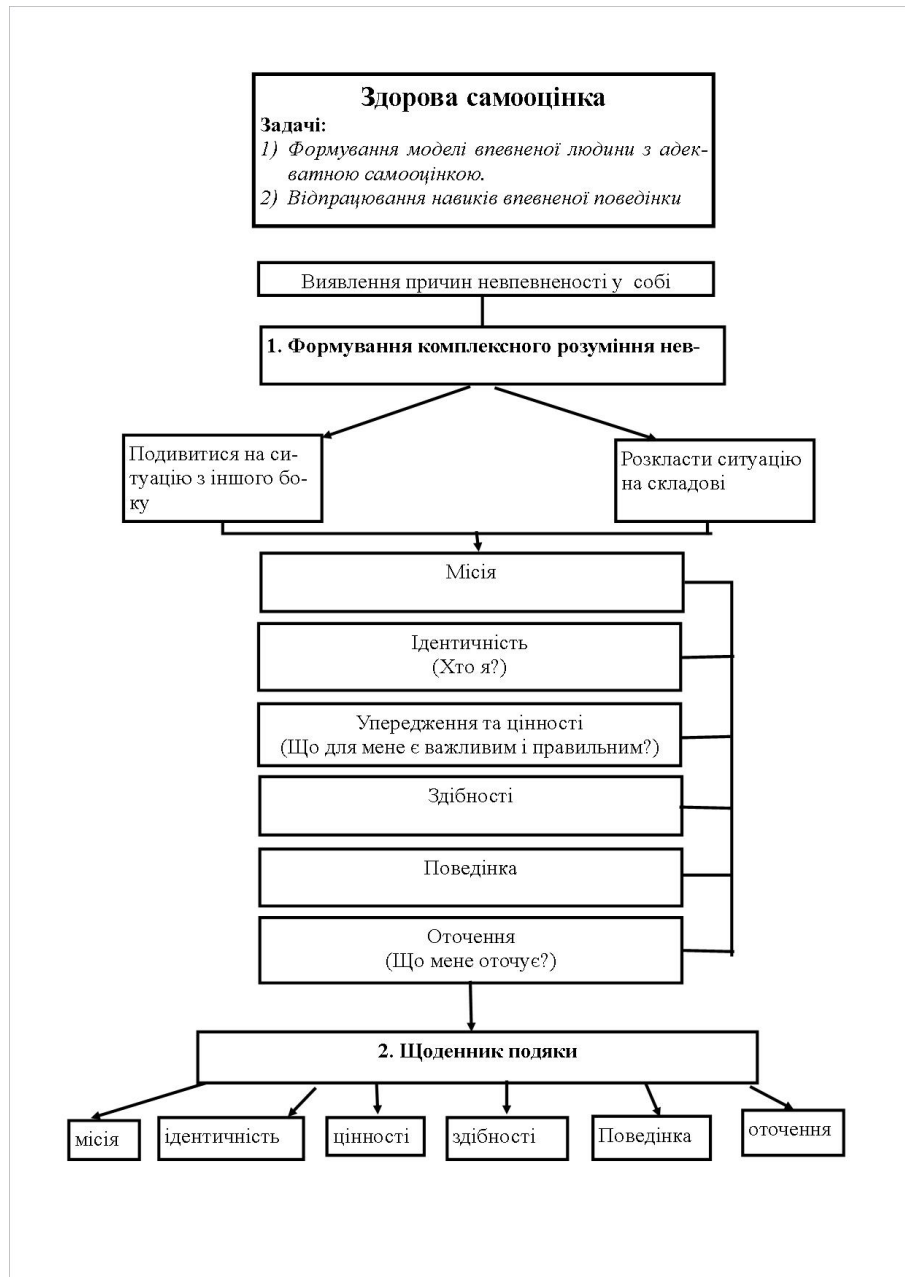 Здорова самооцінка
Задачі:
1) Формування моделі впевненої людини з адек-
ватною самооцінкою.
2) Відпрацювання навиків впевненої поведінки
Виявлення причин невпевненості у собі
1. Формування комплексного розуміння нев-
Подивитися на си-
туацію з іншого бо-
ку
Розкласти ситуацію
на складові
Місія
Ідентичність
(Хто я?)
Упередження та цінності
(Що для мене є важливим і правильним?)
Здібності
Поведінка
Оточення
(Що мене оточує?)
2. Щоденник подяки
місія
ідентичність
цінності
здібності
Поведінка
оточення